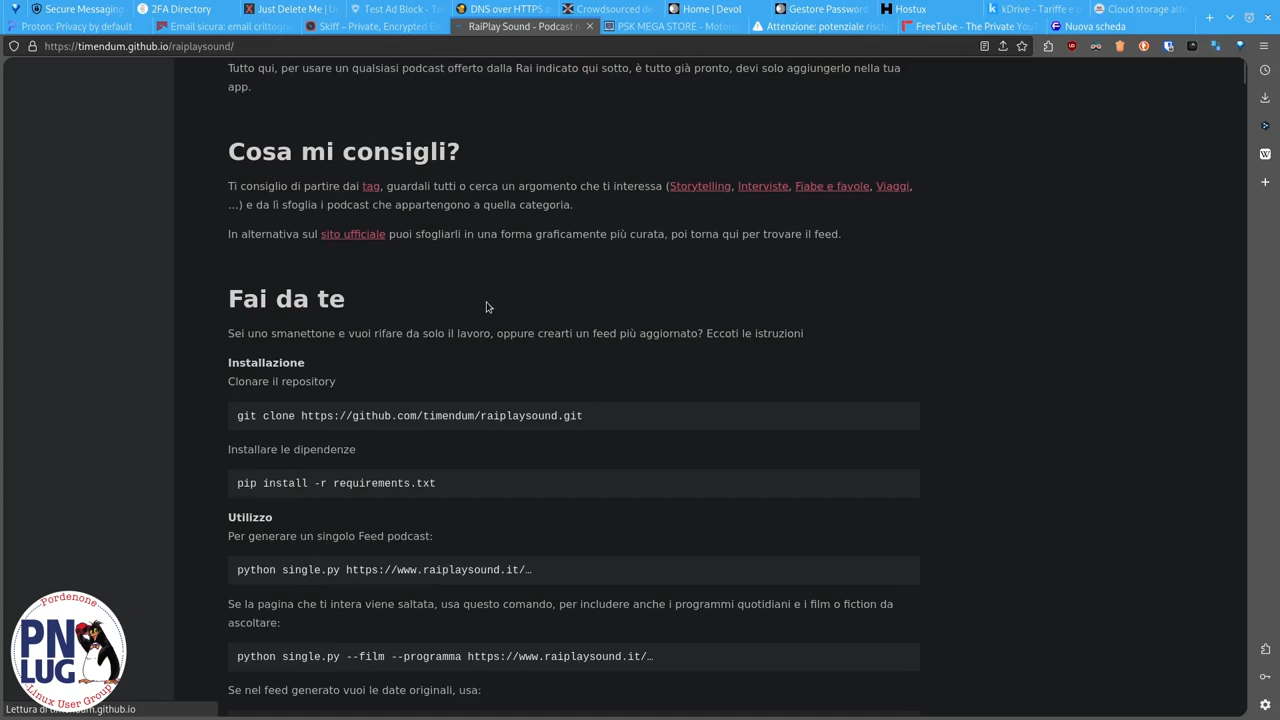 Secure Messaging
2FA Directory
Just Delete Me | 
Test Ad Block - 
DNS over HTTPS 
Crowdsourced de
Home | Devol
Gestore Password
Hostux
kDrive - Tariffe e 
Cloud storage alte
Proton: Privacy by default
Email sicura: email crittogra
Skiff – Private, Encrypted 
RaiPlay Sound - Podcast
PSK MEGA STORE - Motoro
Attenzione: potenziale risch
FreeTube - The Private You
Nuova scheda
https://timendum.github.io/raiplaysound/
Tutto qui, per usare un qualsiasi podcast offerto dalla Rai indicato qui sotto, è tutto già pronto, devi solo aggiungerlo nella tua
app.
Cosa mi consigli?
Ti consiglio di partire dai tag, guardali tutti o cerca un argomento che ti interessa (Storytelling, Interviste, Fiabe e favole, Viaggi,
…) e da lì sfoglia i podcast che appartengono a quella categoria.
In alternativa sul sito ufficiale puoi sfogliarli in una forma graficamente più curata, poi torna qui per trovare il feed.
Fai da te
Sei uno smanettone e vuoi rifare da solo il lavoro, oppure crearti un feed più aggiornato? Eccoti le istruzioni
Installazione
Clonare il repository
git clone https://github.com/timendum/raiplaysound.git
Installare le dipendenze
pip install -r requirements.txt
Utilizzo
Per generare un singolo Feed podcast:
python single.py https://www.raiplaysound.it/…
Se la pagina che ti intera viene saltata, usa questo comando, per includere anche i programmi quotidiani e i film o fiction da
ascoltare:
python single.py --film --programma https://www.raiplaysound.it/…
Se nel feed generato vuoi le date originali, usa:
Pordenone
PN
LUG
Linux User Group
Lettura di timendum.github.io